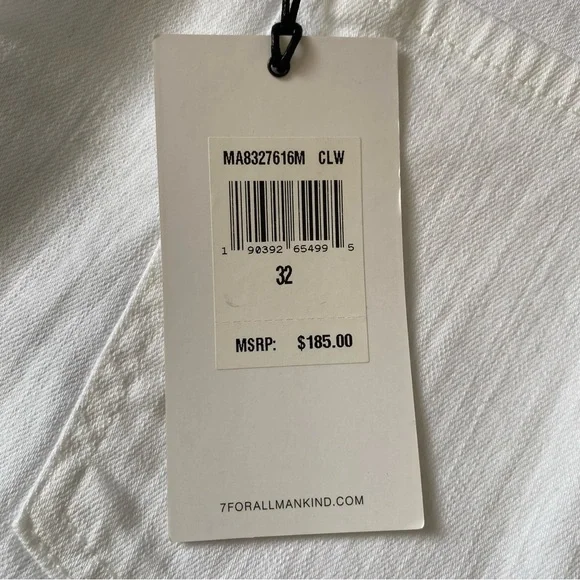 MA8327616M CLW
1 90392 65499 5
32
MSRP: $185.00
7FORALLMANKIND.COM